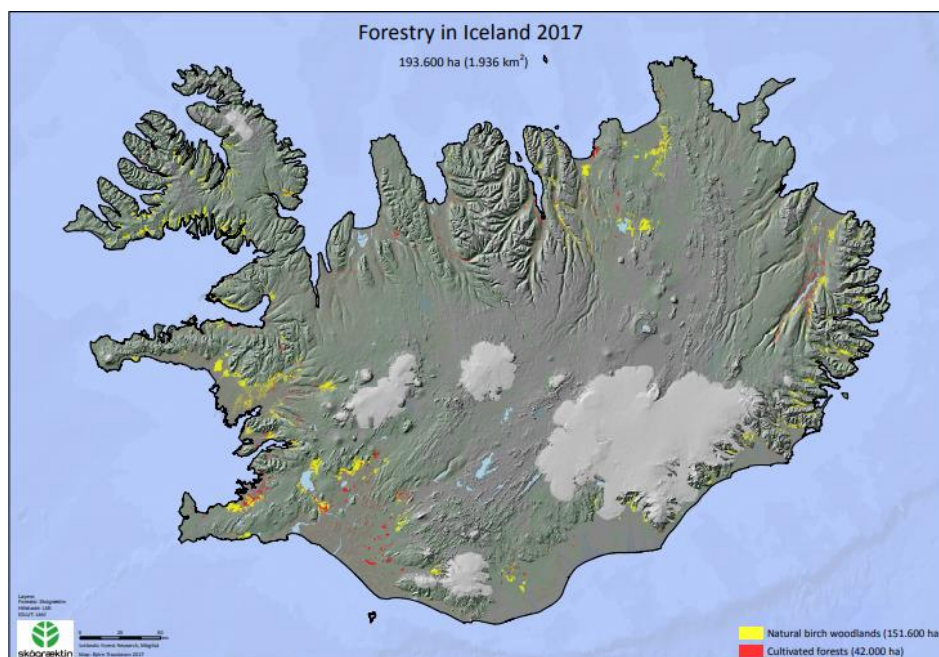 Forestry in Iceland 2017
193.600 ha (1.936 km²)
Natural birch woodlands (151.600 ha)
Cultivated forests (42.000 ha)
skógræktin